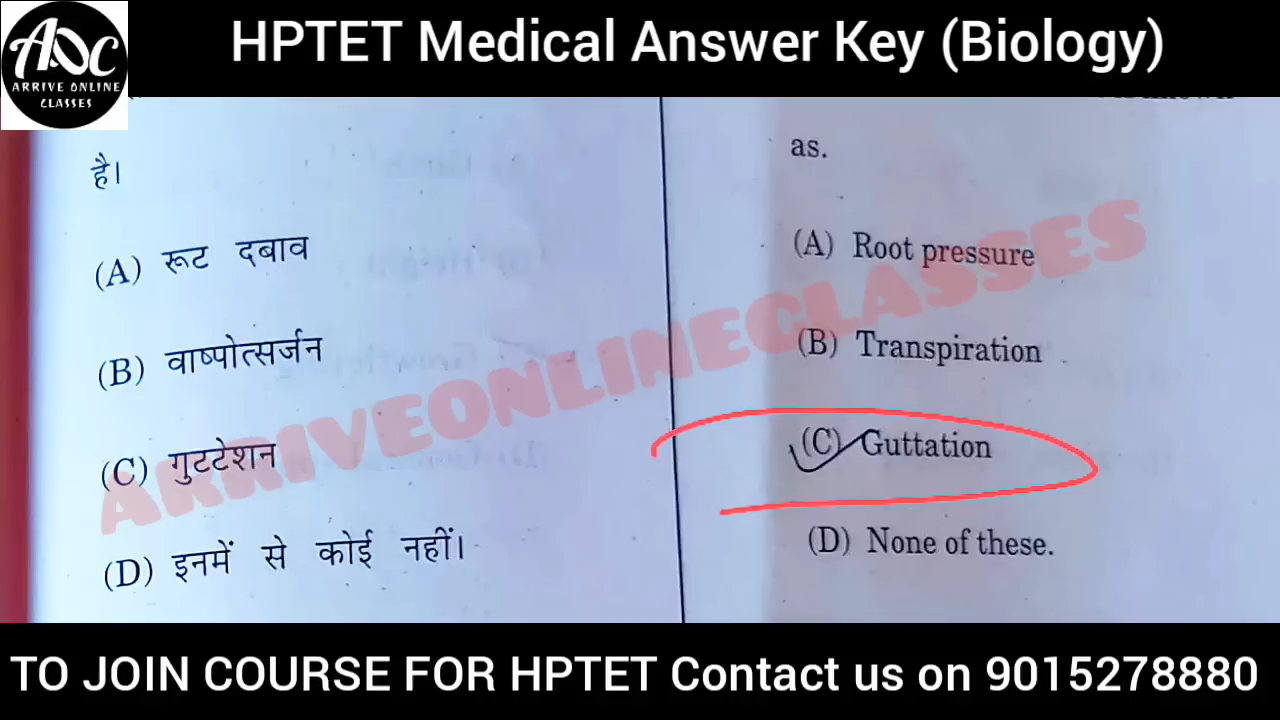 HPTET Medical Answer Key (Biology)
ADC
ARRIVE ONLINE
CLASSES
है।
(A) रूट दबाव
(B) वाष्पोत्सर्जन
(C) गुटटेशन
(D) इनमें से कोई नहीं।
as.
(A) Root pressure
(B) Transpiration
(C) Guttation
(D) None of these.
ARRIVEONLINECLASSES
TO JOIN COURSE FOR HPTET Contact us on 9015278880